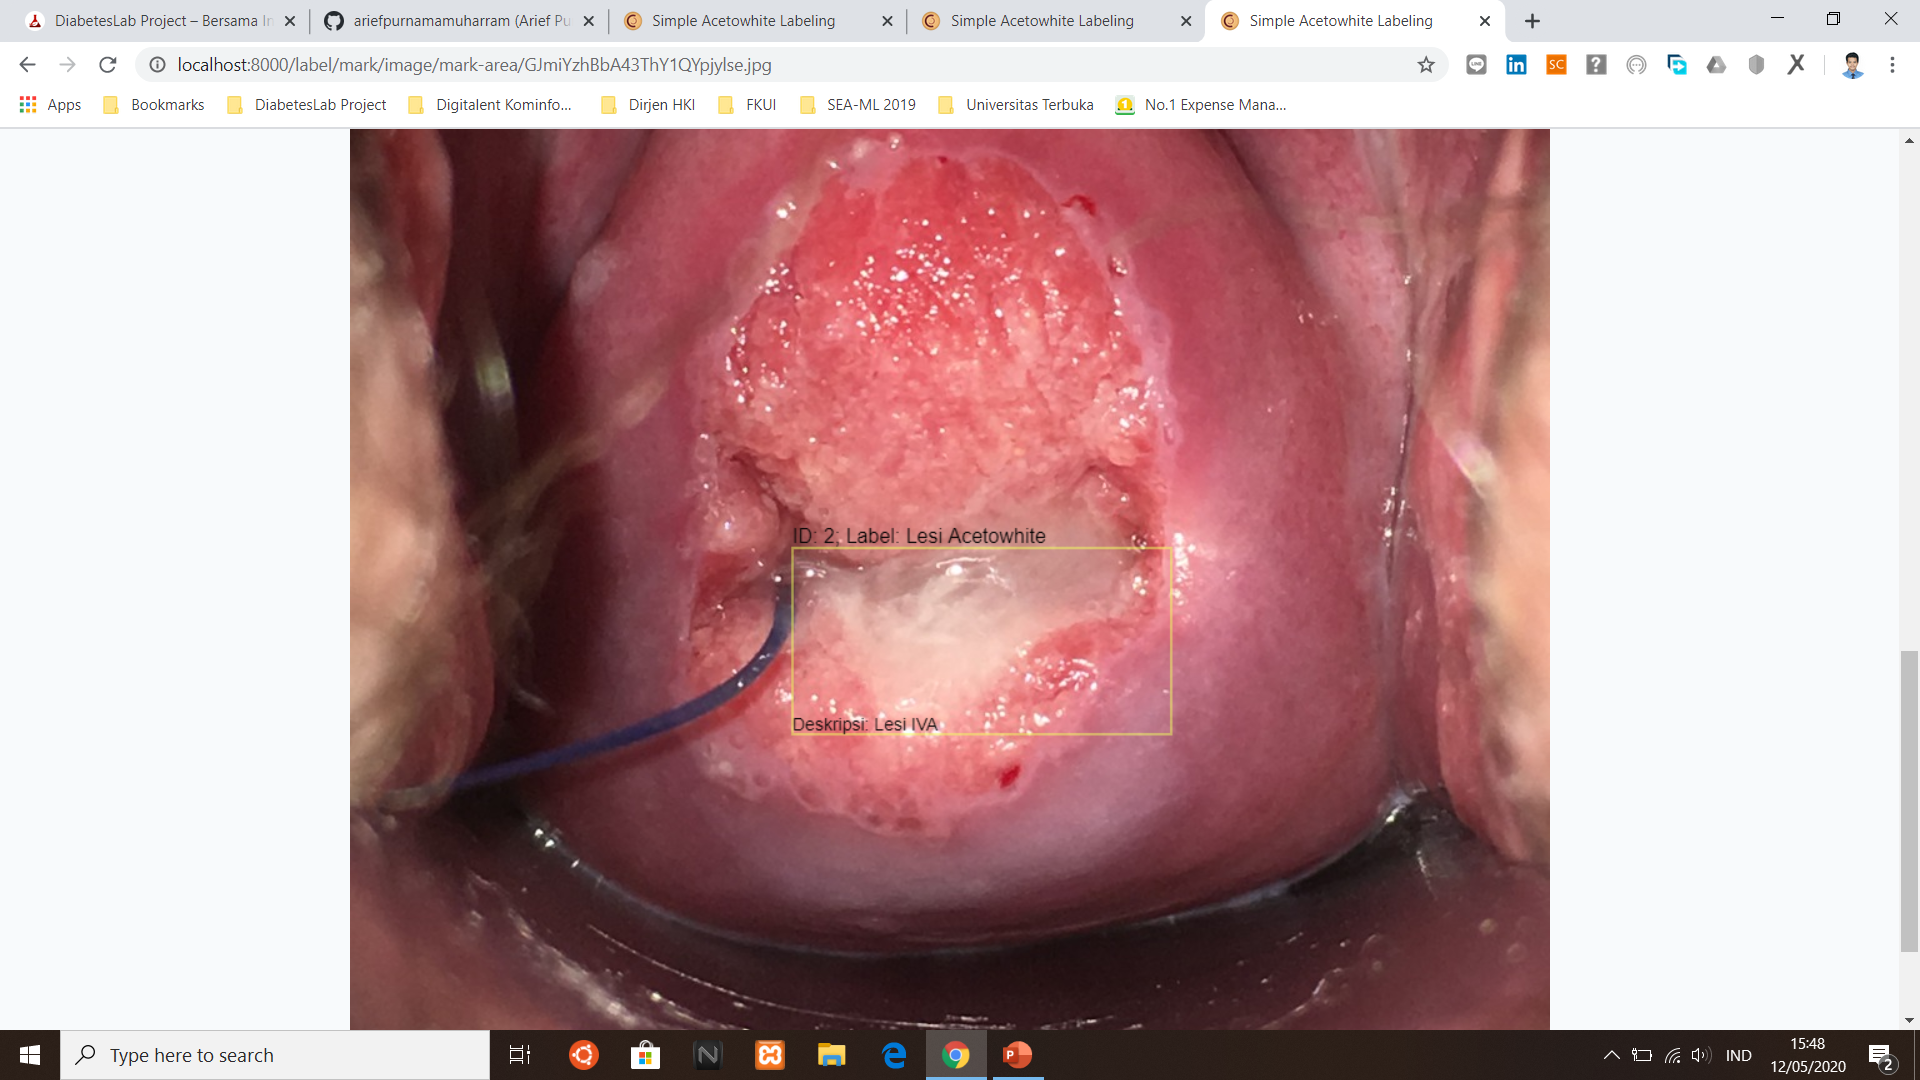 DiabetesLab Project – Bersama In
ariefpurnamamuharram (Arief Pu
Simple Acetowhite Labeling
Simple Acetowhite Labeling
Simple Acetowhite Labeling
localhost:8000/label/mark/image/mark-area/GJmiYzhBbA43ThY1QYpjylse.jpg
Apps
Bookmarks
DiabetesLab Project
Digitalent Kominfo...
Dirjen HKI
FKUI
SEA-ML 2019
Universitas Terbuka
No.1 Expense Mana...
ID: 2; Label: Lesi Acetowhite
Deskripsi: Lesi IVA
Type here to search
IND
15:48
12/05/2020
2